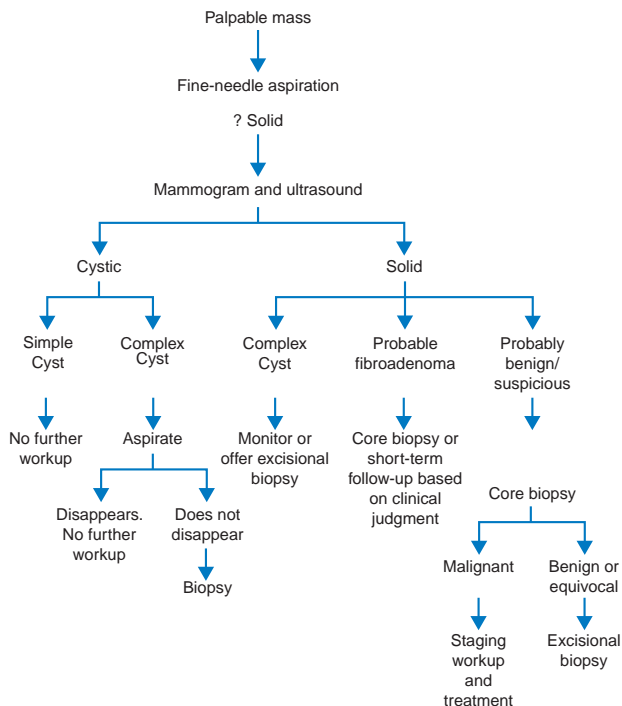 Palpable mass
Fine-needle aspiration
? Solid
Mammogram and ultrasound
Cystic
Solid
Simple
Cyst
Complex
Cyst
Complex
Cyst
Probable
fibroadenoma
Probably
benign/
suspicious
No further
workup
Aspirate
Monitor or
offer excisional
biopsy
Core biopsy or
short-term
follow-up based
on clinical
judgment
Disappears.
No further
workup
Does not
disappear
Biopsy
Core biopsy
Malignant
Benign or
equivocal
Staging
workup
and
treatment
Excisional
biopsy